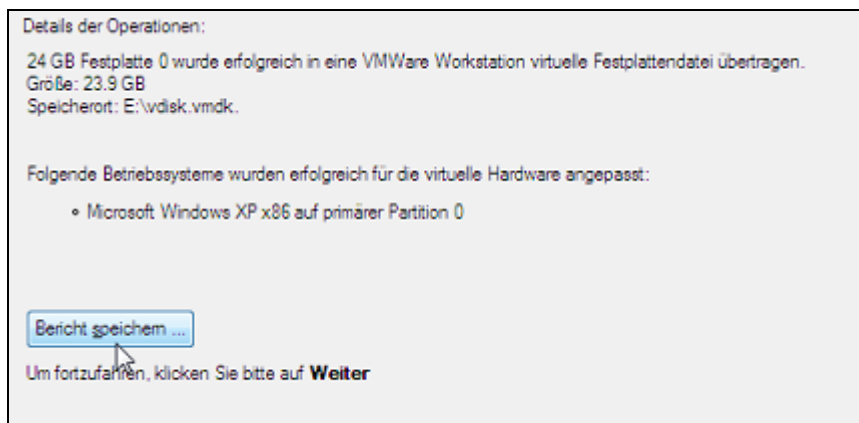 Details der Operationen:
24 GB Festplatte 0 wurde erfolgreich in eine VMWare Workstation virtuelle Festplattendatei übertragen.
Größe: 23.9 GB
Speicherort: E:\vdisk.vmdk.
Folgende Betriebssysteme wurden erfolgreich für die virtuelle Hardware angepasst:
• Microsoft Windows XP x86 auf primärer Partition 0
Bericht speichern ...
Um fortzufahren, klicken Sie bitte auf Weiter